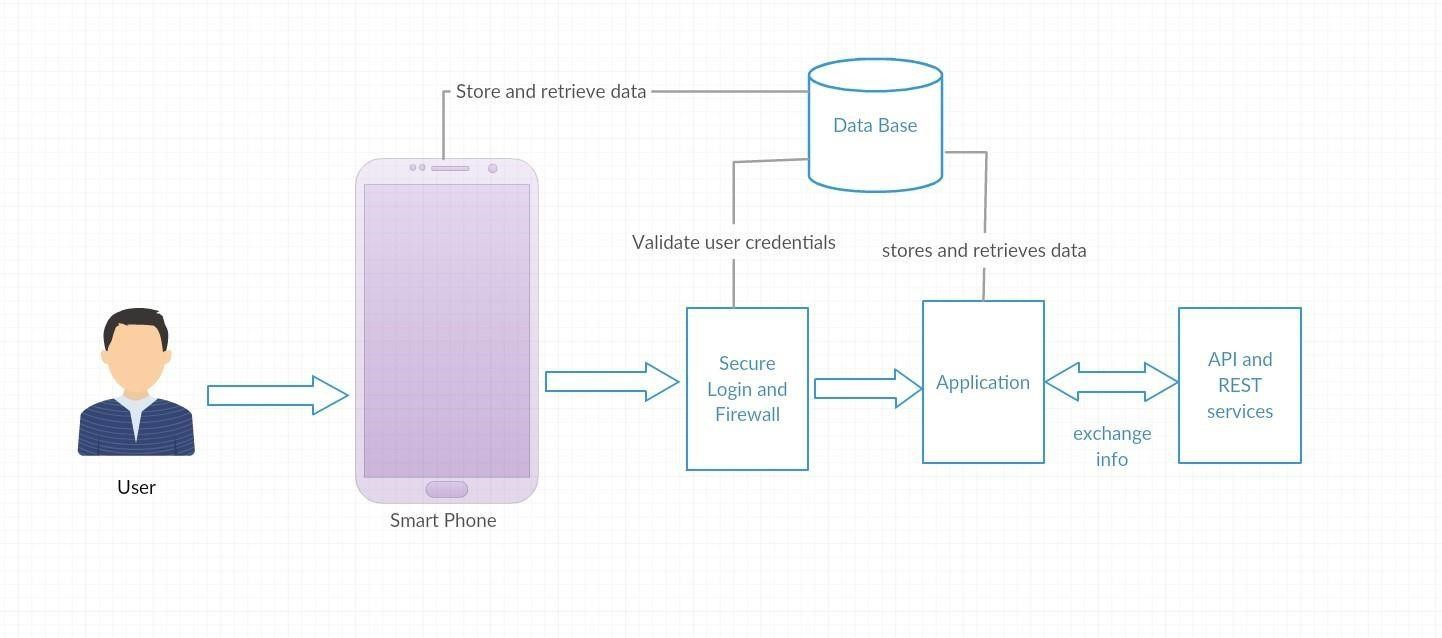 Store and retrieve data
Data Base
Validate user credentials
stores and retrieves data
Secure
Login and
Firewall
Application
API and
REST
services
exchange
info
User
Smart Phone